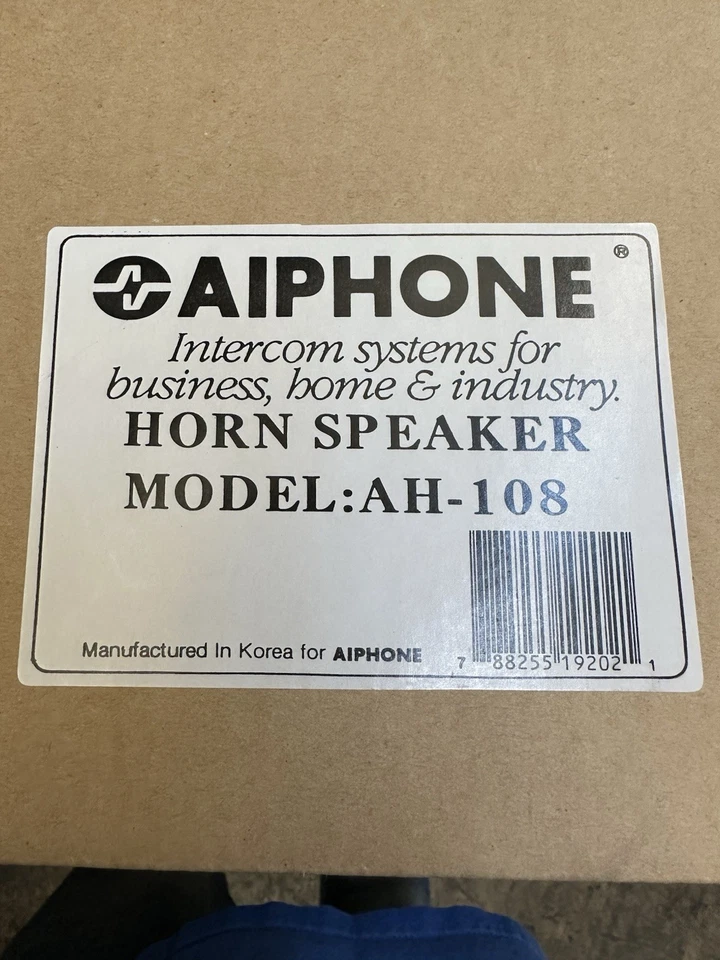 AIPHONE®
Intercom systems for
business, home & industry.
HORN SPEAKER
MODEL:AH-108
Manufactured In Korea for AIPHONE
7 88255 19202 1